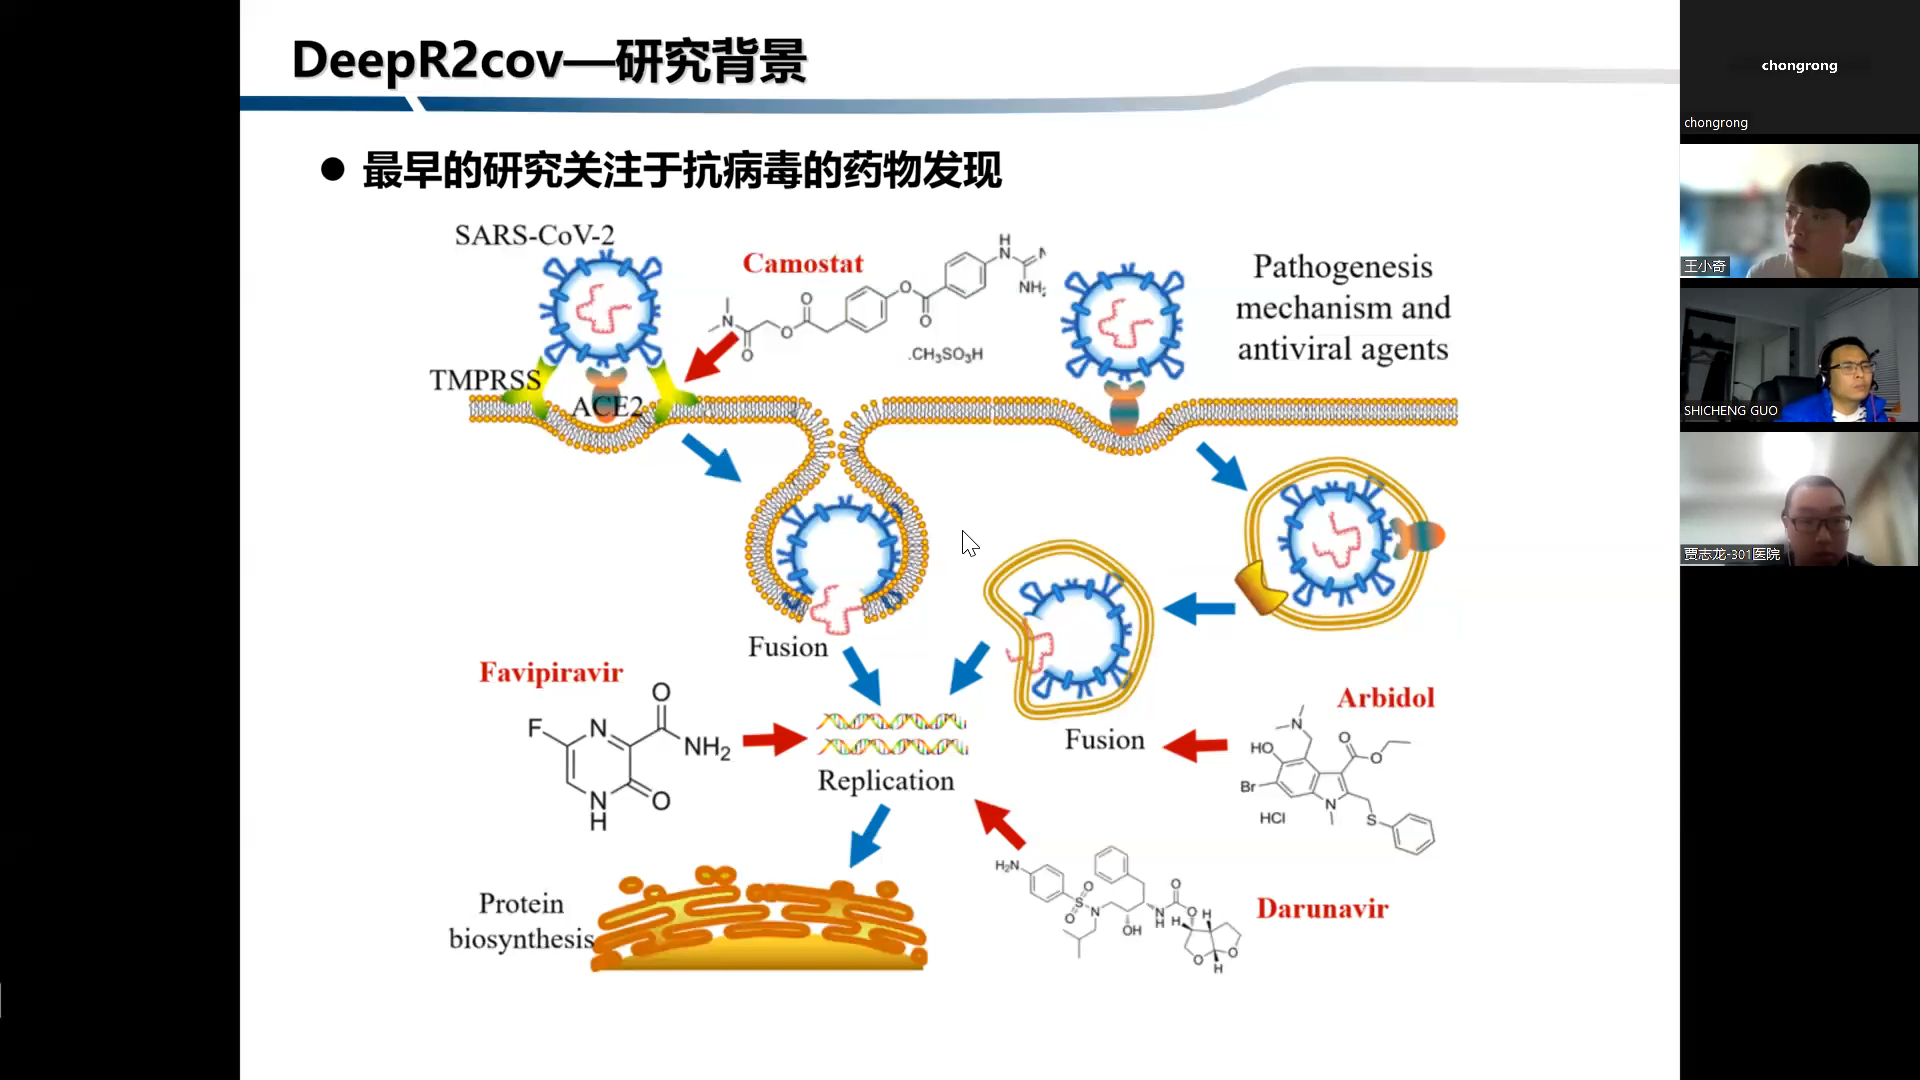 DeepR2cov—研究背景
● 最早的研究关注于抗病毒的药物发现
SARS-CoV-2
Camostat
Pathogenesis
mechanism and
antiviral agents
TMPRSS
ACE2
H
N
NH
O
O
O
N
O
O
.CH₃SO₃H
Fusion
Favipiravir
F
N
O
NH₂
N
H
O
Replication
Fusion
Arbidol
N
HO
O
O
Br
N
S
HCl
Protein
biosynthesis
H₂N
O
S
O
N
OH
N
H
O
O
H
H
O
O
H
Darunavir
chongrong
chongrong
王小奇
SHICHENG GUO
贾志龙-301医院